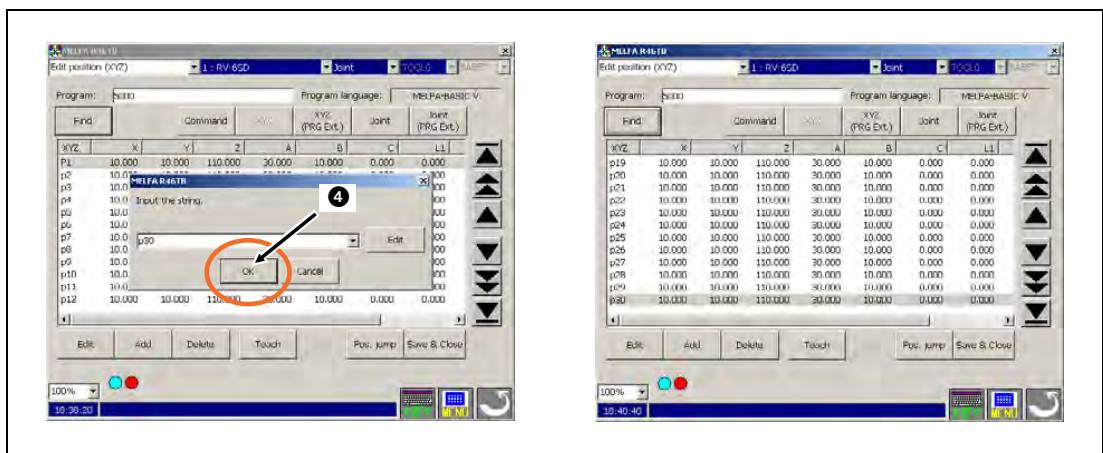 MELFA R46TB
Edit position (XYZ) 1 : RV-6SD Joint TOOL0
Program: Program language: MELFA-BASIC V
Find Command XYZ (PRG Ext.) Joint Joint (PRG Ext.)
XYZ X Y Z A B C L1
P1 10.000 10.000 110.000 30.000 10.000 0.000 0.000
p2
p3
p4
p5
p6
p7
p8
p9
p10
p11
p12 10.000 10.000 110.000 30.000 10.000 0.000 0.000
MELFA R46TB
Input the string.
p30 Edit
OK Cancel
4
Edit Add Delete Teach Pos. jump Save & Close
100%
KEY MENU
MELFA R46TB
Edit position (XYZ) 1 : RV-6SD Joint TOOL0
Program: Program language: MELFA-BASIC V
Find Command XYZ (PRG Ext.) Joint Joint (PRG Ext.)
XYZ X Y Z A B C L1
p19 10.000 10.000 110.000 30.000 10.000 0.000 0.000
p20 10.000 10.000 110.000 30.000 10.000 0.000 0.000
p21 10.000 10.000 110.000 30.000 10.000 0.000 0.000
p22 10.000 10.000 110.000 30.000 10.000 0.000 0.000
p23 10.000 10.000 110.000 30.000 10.000 0.000 0.000
p24 10.000 10.000 110.000 30.000 10.000 0.000 0.000
p25 10.000 10.000 110.000 30.000 10.000 0.000 0.000
p26 10.000 10.000 110.000 30.000 10.000 0.000 0.000
p27 10.000 10.000 110.000 30.000 10.000 0.000 0.000
p28 10.000 10.000 110.000 30.000 10.000 0.000 0.000
p29 10.000 10.000 110.000 30.000 10.000 0.000 0.000
p30 10.000 10.000 110.000 30.000 10.000 0.000 0.000
Edit Add Delete Teach Pos. jump Save & Close
100%
18:40:40 KEY MENU